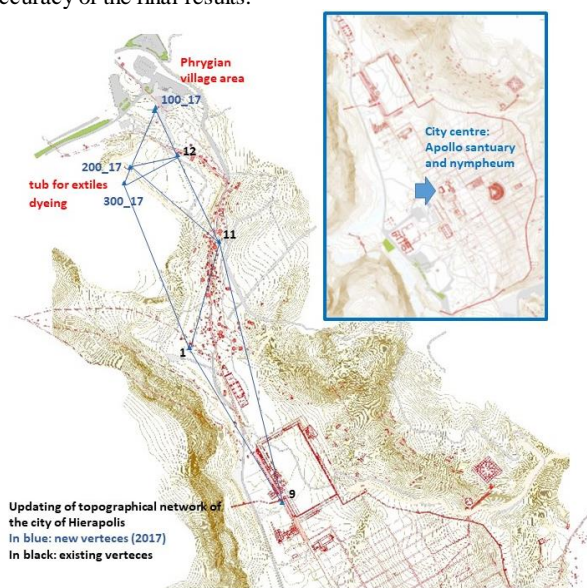 ccuracy of the final results.
Phrygian
village area
100_17
12
200_17
tub for extiles
dyeing
300_17
11
City centre:
Apollo santuary
and nympheum
1
9
Updating of topographical network of
the city of Hierapolis
In blue: new verteces (2017)
In black: existing verteces